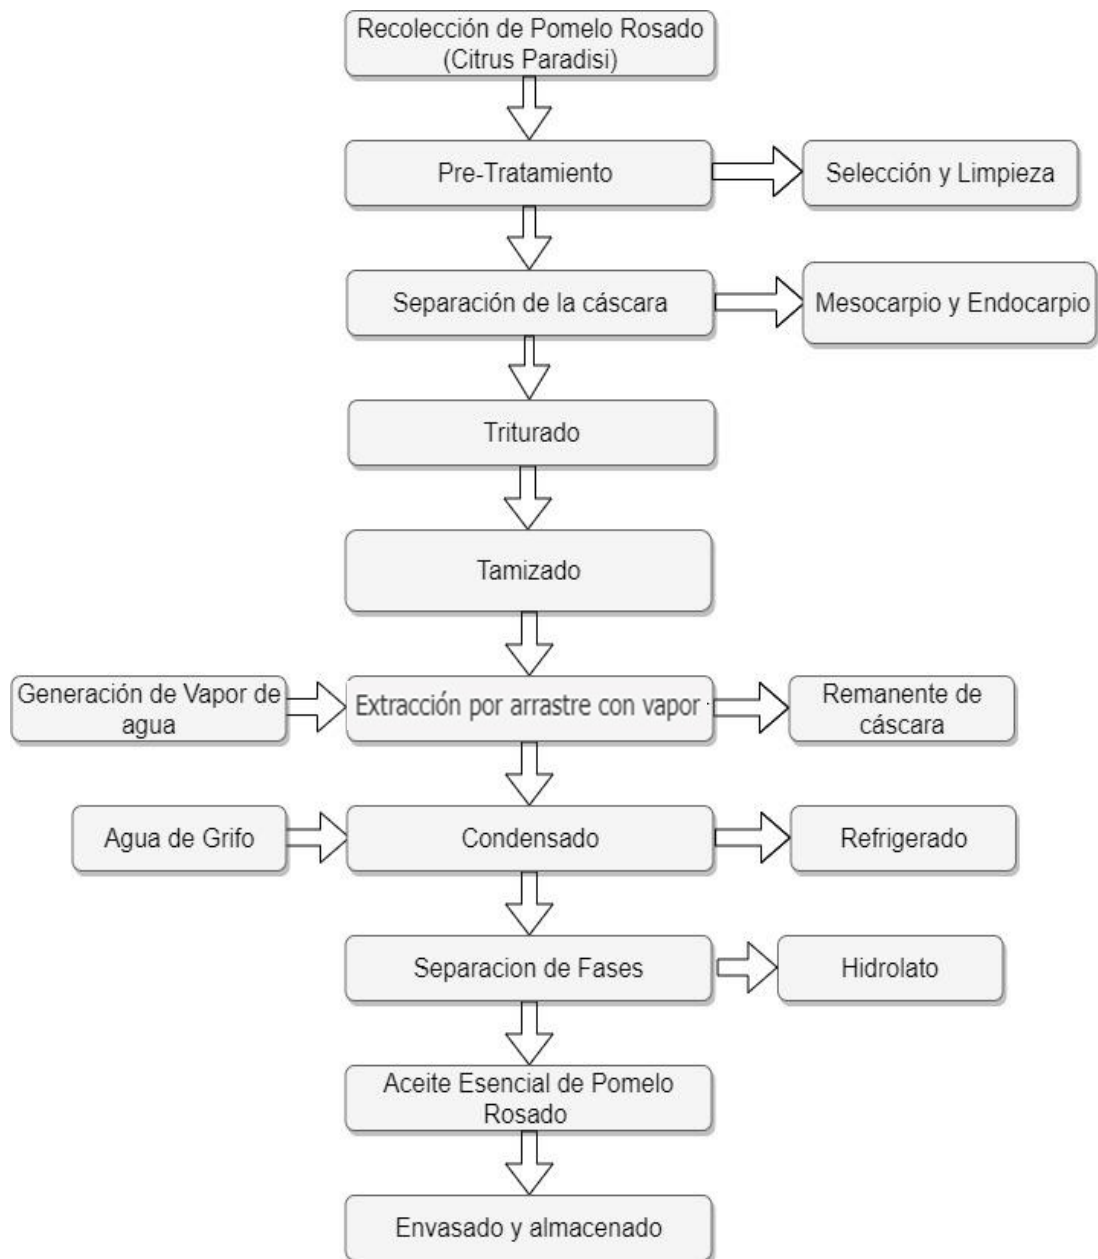 Recolección de Pomelo Rosado
(Citrus Paradisi)
Pre-Tratamiento
Selección y Limpieza
Separación de la cáscara
Mesocarpio y Endocarpio
Triturado
Tamizado
Generación de Vapor de
agua
Extracción por arrastre con vapor
Remanente de
cáscara
Agua de Grifo
Condensado
Refrigerado
Separacion de Fases
Hidrolato
Aceite Esencial de Pomelo
Rosado
Envasado y almacenado